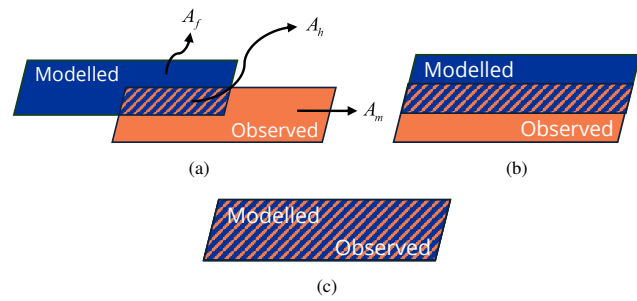 A_f
A_h
Modelled
A_m
Observed
(a)
Modelled
Observed
(b)
Modelled
Observed
(c)